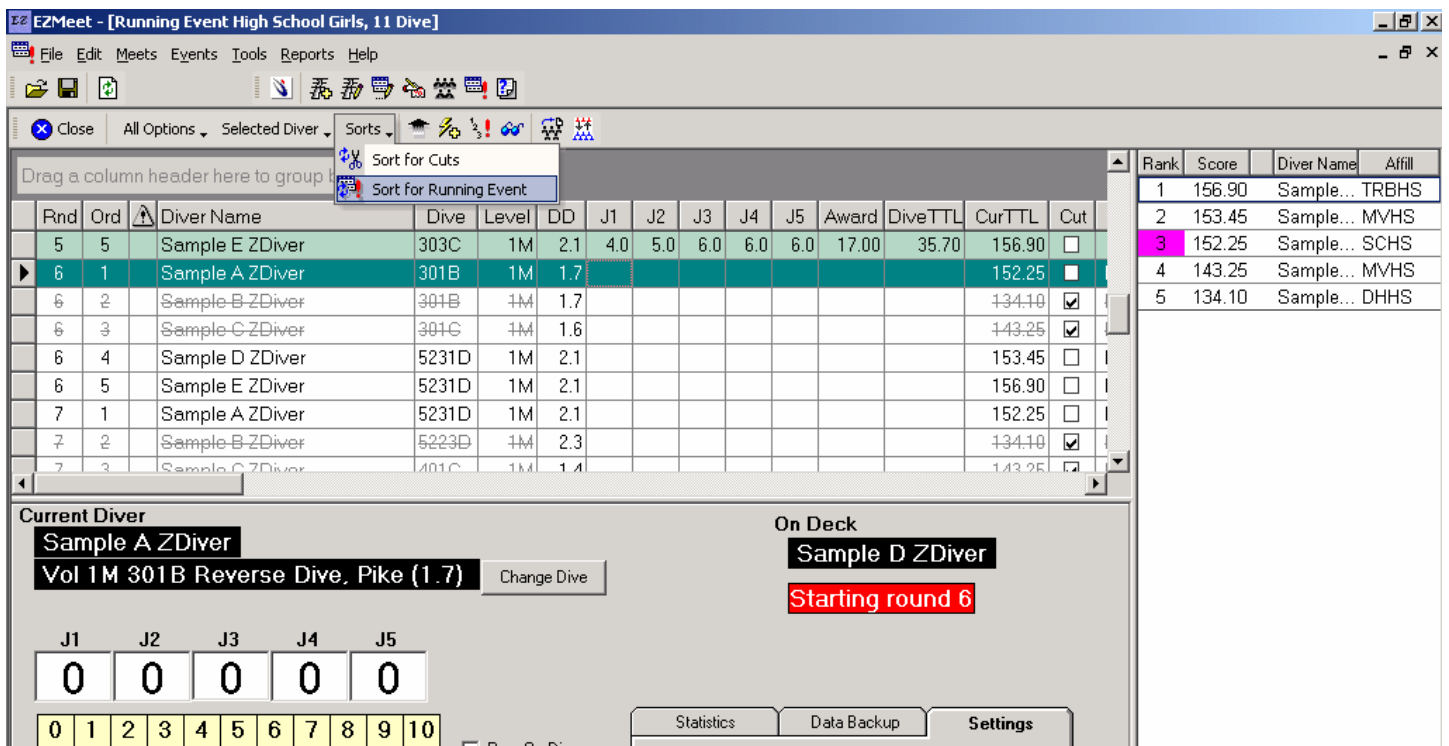 EZMeet - [Running Event High School Girls, 11 Dive]
File Edit Meets Events Tools Reports Help
Close All Options Selected Diver Sorts
Sort for Cuts
Sort for Running Event
Drag a column header here to group
Rnd Ord Diver Name Dive Level DD J1 J2 J3 J4 J5 Award DiveTTL CurTTL Cut
5 5 Sample E ZDiver 303C 1M 2.1 4.0 5.0 6.0 6.0 6.0 17.00 35.70 156.90
6 1 Sample A ZDiver 301B 1M 1.7 152.25
6 2 Sample B ZDiver 301B 1M 1.7 134.10
6 3 Sample C ZDiver 301C 1M 1.6 143.25
6 4 Sample D ZDiver 5231D 1M 2.1 153.45
6 5 Sample E ZDiver 5231D 1M 2.1 156.90
7 1 Sample A ZDiver 5231D 1M 2.1 152.25
7 2 Sample B ZDiver 5223D 1M 2.3 134.10
7 3 Sample C ZDiver 401C 1M 1.4 143.25
Rank Score Diver Name Affill
1 156.90 Sample... TRBHS
2 153.45 Sample... MVHS
3 152.25 Sample... SCHS
4 143.25 Sample... MVHS
5 134.10 Sample... DHHS
Current Diver
Sample A ZDiver
Vol 1M 301B Reverse Dive, Pike (1.7)
Change Dive
On Deck
Sample D ZDiver
Starting round 6
J1 J2 J3 J4 J5
0 0 0 0 0
0 1 2 3 4 5 6 7 8 9 10
Statistics Data Backup Settings